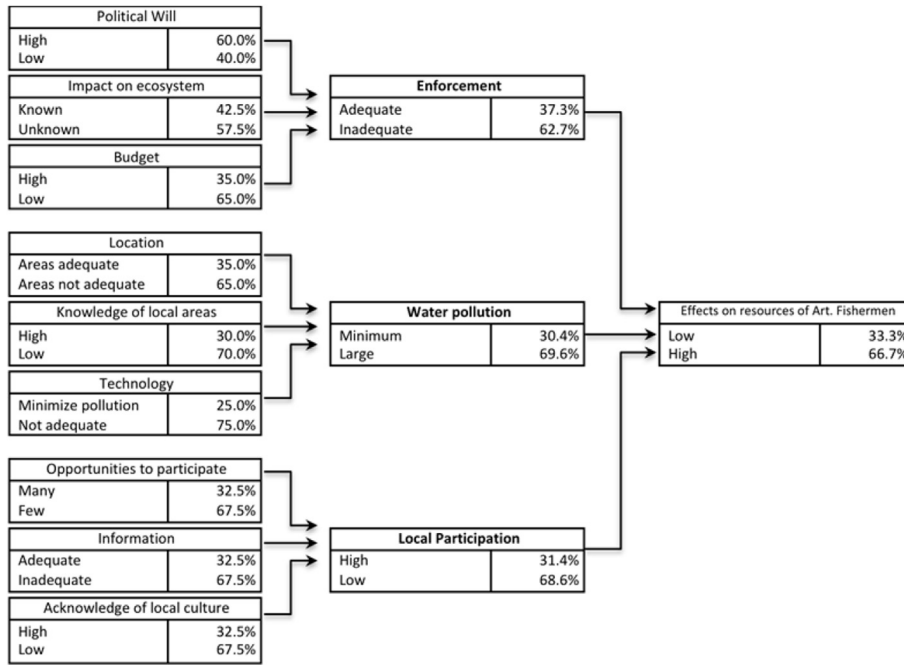 Political Will
High 60.0%
Low 40.0%
Impact on ecosystem
Known 42.5%
Unknown 57.5%
Budget
High 35.0%
Low 65.0%
Enforcement
Adequate 37.3%
Inadequate 62.7%
Location
Areas adequate 35.0%
Areas not adequate 65.0%
Knowledge of local areas
High 30.0%
Low 70.0%
Technology
Minimize pollution 25.0%
Not adequate 75.0%
Water pollution
Minimum 30.4%
Large 69.6%
Opportunities to participate
Many 32.5%
Few 67.5%
Information
Adequate 32.5%
Inadequate 67.5%
Acknowledge of local culture
High 32.5%
Low 67.5%
Local Participation
High 31.4%
Low 68.6%
Effects on resources of Art. Fishermen
Low 33.3%
High 66.7%